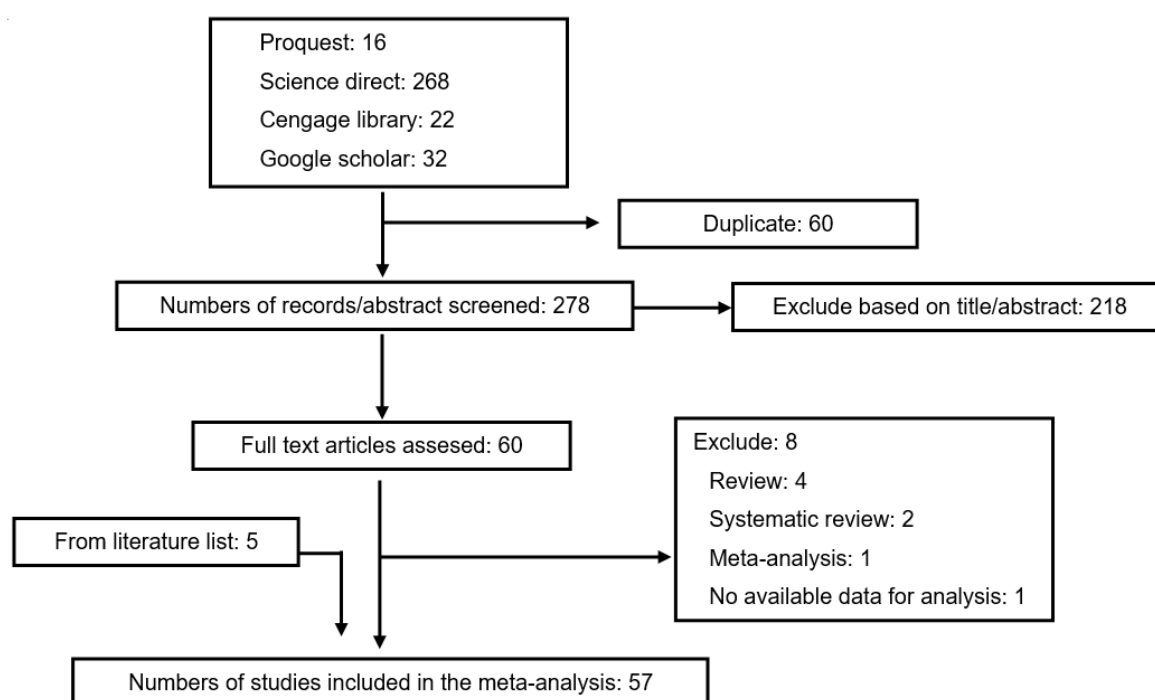 Proquest: 16
Science direct: 268
Cengage library: 22
Google scholar: 32
Duplicate: 60
Numbers of records/abstract screened: 278
Exclude based on title/abstract: 218
Full text articles assesed: 60
Exclude: 8
Review: 4
Systematic review: 2
Meta-analysis: 1
No available data for analysis: 1
From literature list: 5
Numbers of studies included in the meta-analysis: 57